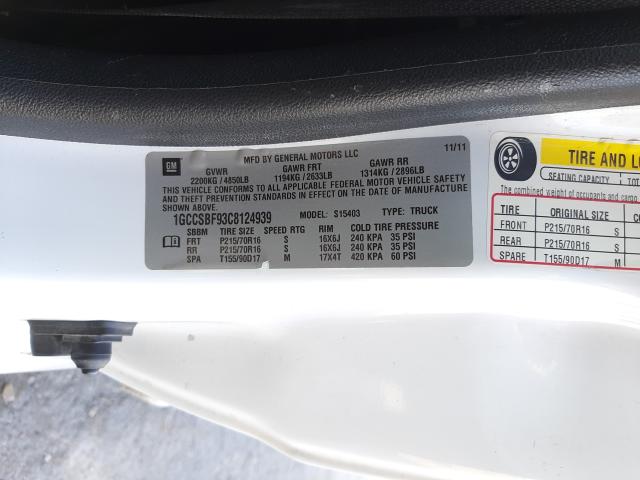 GM
MFD BY GENERAL MOTORS LLC 11/11
GVWR GAWR FRT GAWR RR
2200KG / 4850LB 1194KG / 2633LB 1314KG / 2896LB
THIS VEHICLE CONFORMS TO ALL APPLICABLE FEDERAL MOTOR VEHICLE SAFETY
AND THEFT PREVENTION STANDARDS IN EFFECT ON THE DATE OF MANUFACTURE
SHOWN ABOVE.
1GCCSBF93C8124939 MODEL: S15403 TYPE: TRUCK
SBBM TIRE SIZE SPEED RTG RIM COLD TIRE PRESSURE
FRT P215/70R16 S 16X6J 240 KPA 35 PSI
RR P215/70R16 S 16X6J 240 KPA 35 PSI
SPA T155/90D17 M 17X4T 420 KPA 60 PSI
TIRE AND LO
SEATING CAPACITY TOT
The combined weight of occupants and cargo
TIRE ORIGINAL SIZE
FRONT P215/70R16 S
REAR P215/70R16 S
SPARE T155/90D17 M